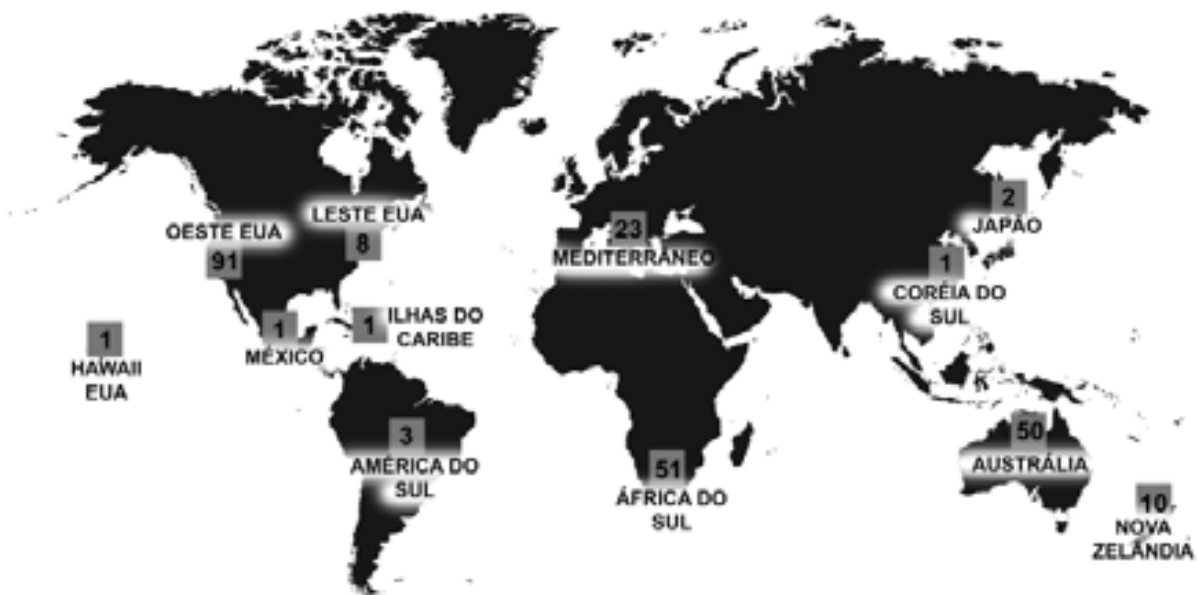 LESTE EUA
8
OESTE EUA
91
1
HAWAII
EUA
1
MÉXICO
1
ILHAS DO
CARIBE
3
AMÉRICA DO
SUL
23
MEDITERRÂNEO
51
ÁFRICA DO
SUL
2
JAPÃO
1
CORÉIA DO
SUL
50
AUSTRÁLIA
10
NOVA
ZELÂNDIA